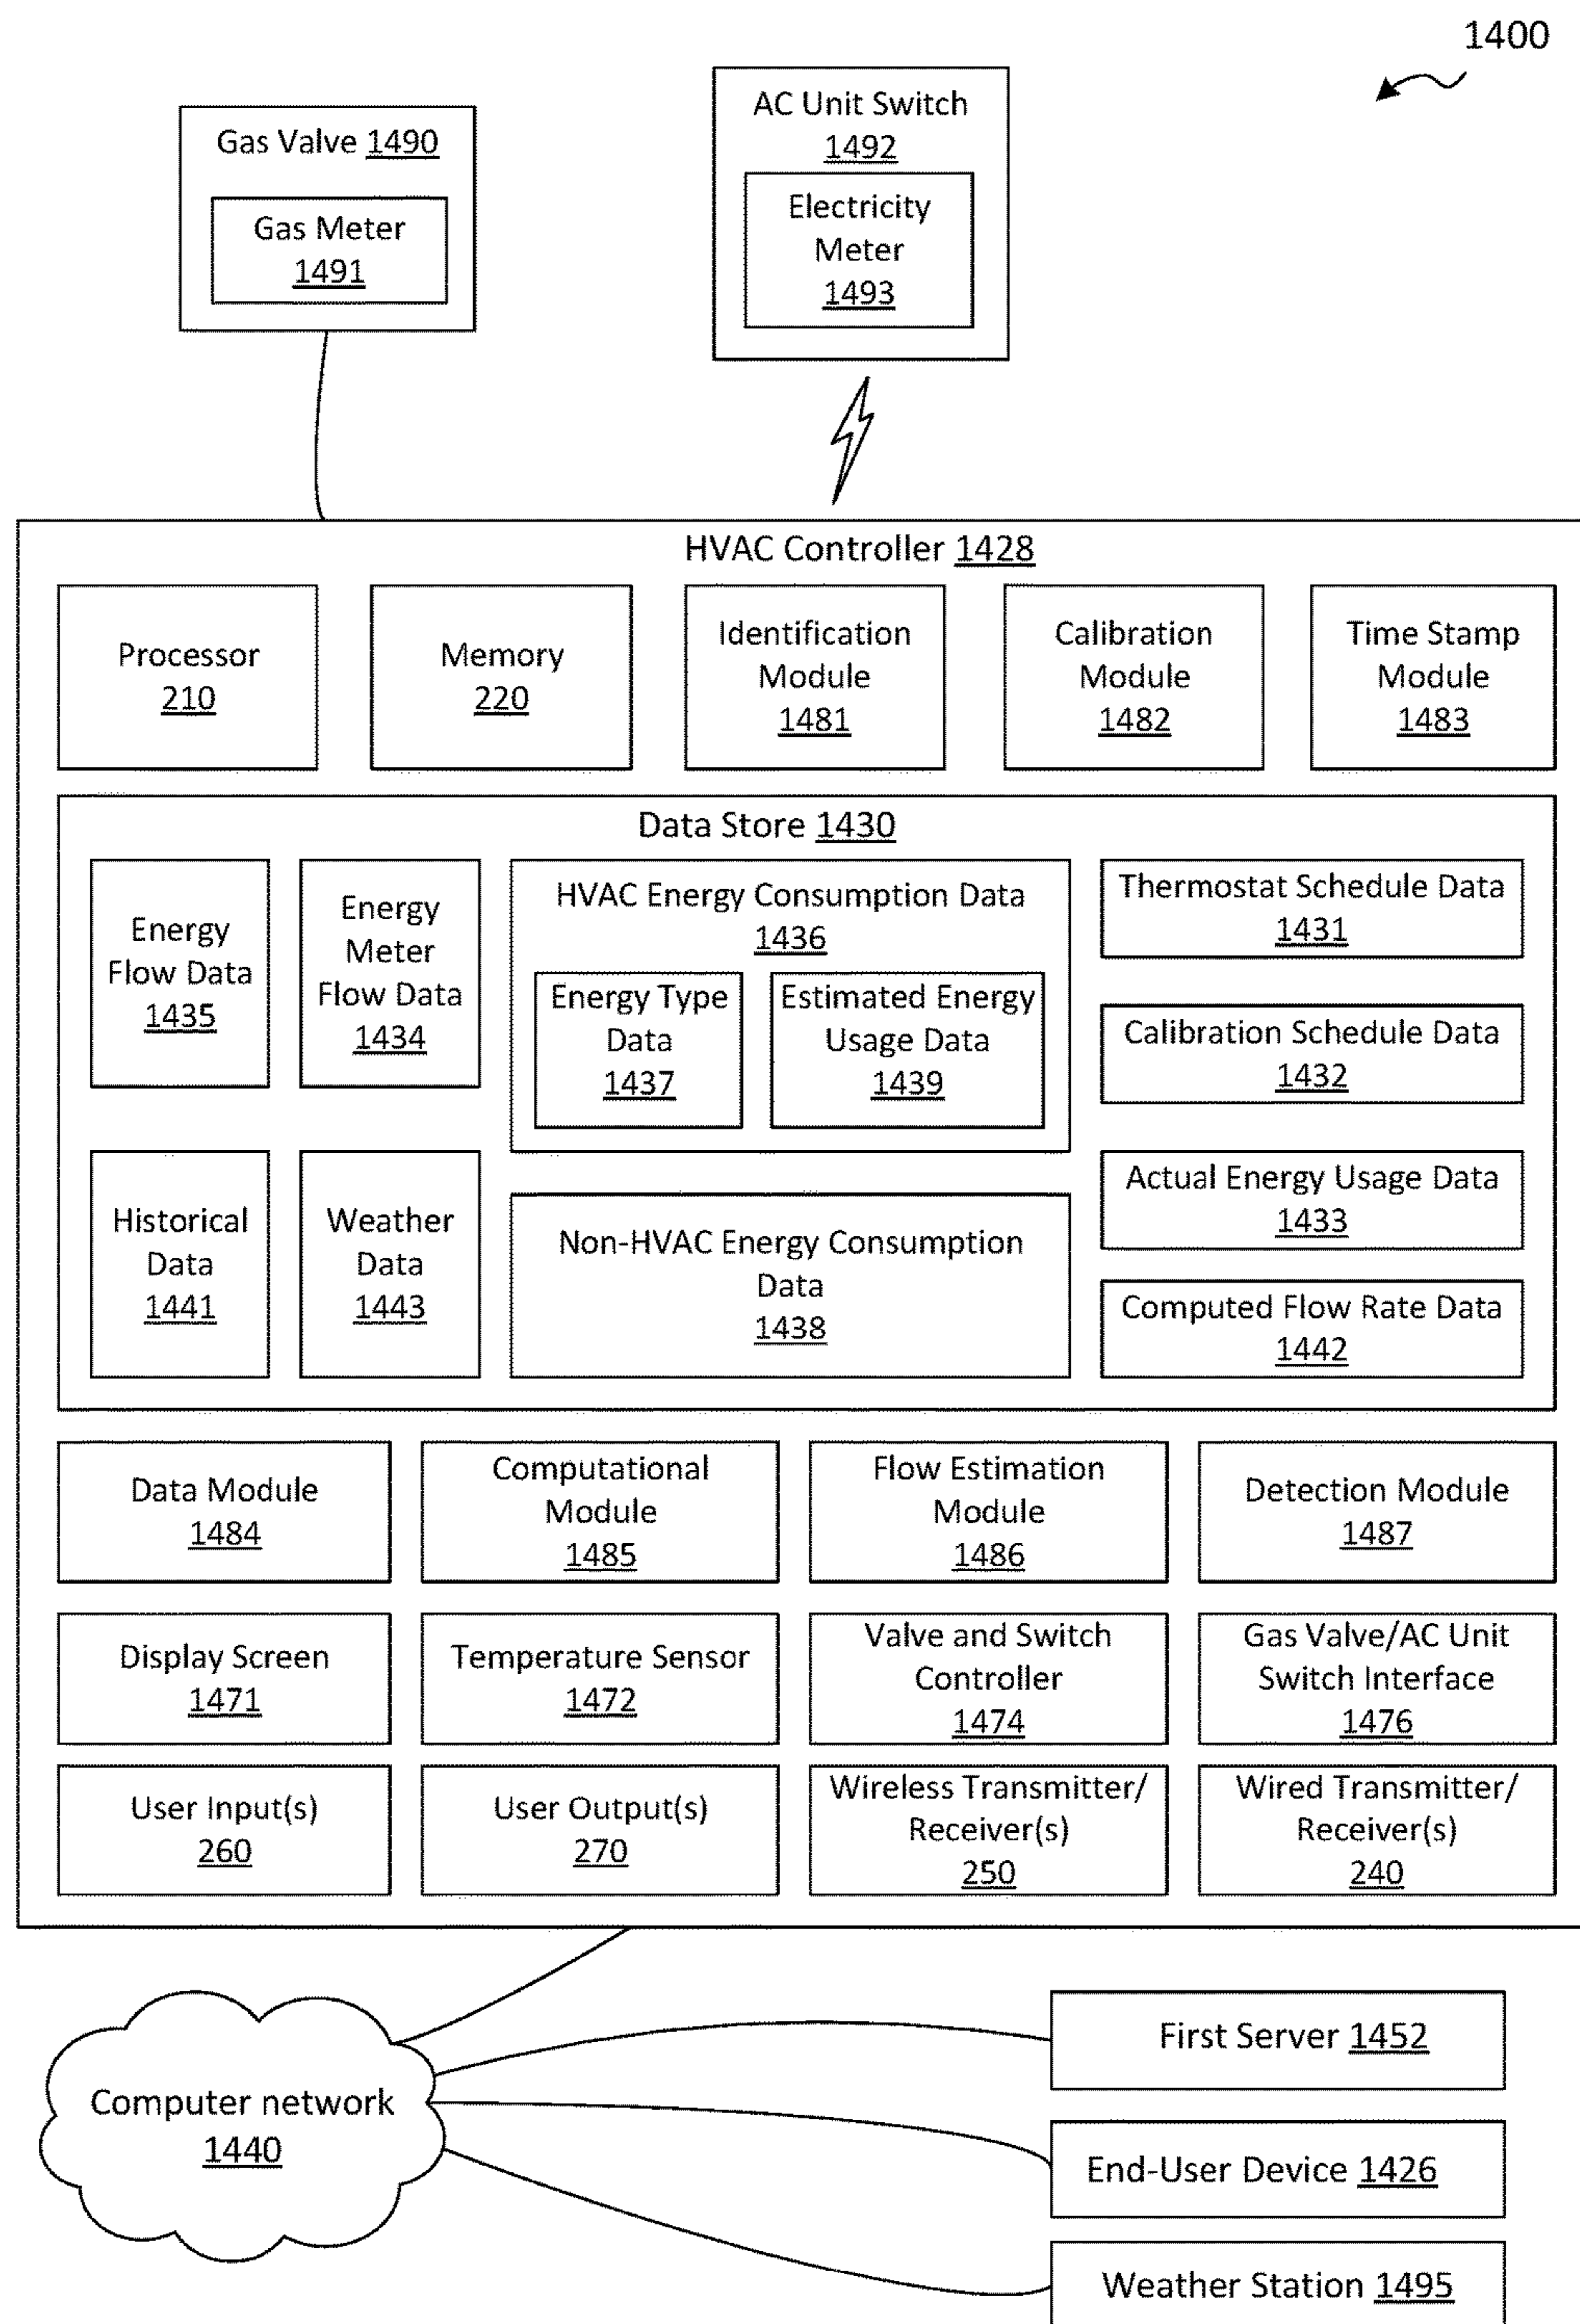 1400
Gas Valve 1490
Gas Meter
1491
AC Unit Switch
1492
Electricity
Meter
1493
HVAC Controller 1428
Processor
210
Memory
220
Identification
Module
1481
Calibration
Module
1482
Time Stamp
Module
1483
Data Store 1430
Energy
Flow Data
1435
Energy
Meter
Flow Data
1434
HVAC Energy Consumption Data
1436
Energy Type
Data
1437
Estimated Energy
Usage Data
1439
Thermostat Schedule Data
1431
Calibration Schedule Data
1432
Historical
Data
1441
Weather
Data
1443
Non-HVAC Energy Consumption
Data
1438
Actual Energy Usage Data
1433
Computed Flow Rate Data
1442
Data Module
1484
Computational
Module
1485
Flow Estimation
Module
1486
Detection Module
1487
Display Screen
1471
Temperature Sensor
1472
Valve and Switch
Controller
1474
Gas Valve/AC Unit
Switch Interface
1476
User Input(s)
260
User Output(s)
270
Wireless Transmitter/
Receiver(s)
250
Wired Transmitter/
Receiver(s)
240
Computer network
1440
First Server 1452
End-User Device 1426
Weather Station 1495